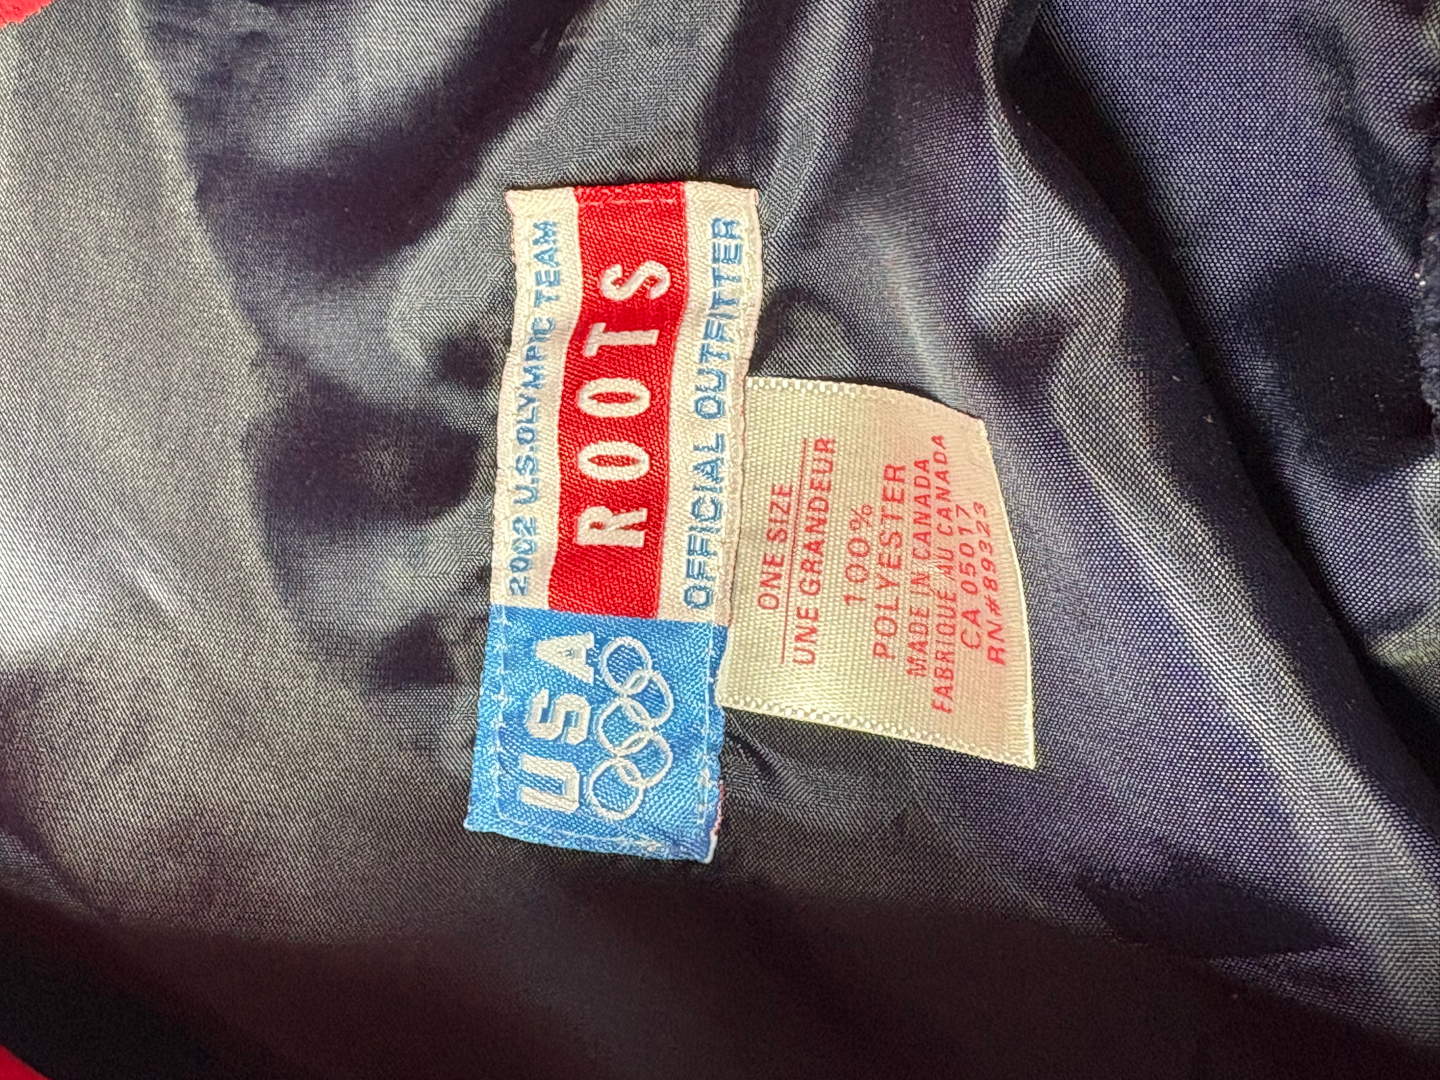 2002 U.S. OLYMPIC TEAM
ROOTS
OFFICIAL OUTFITTER
USA
ONE SIZE
UNE GRANDEUR
100%
POLYESTER
MADE IN CANADA
FABRIQUE AU CANADA
CA 05017
RN#89323